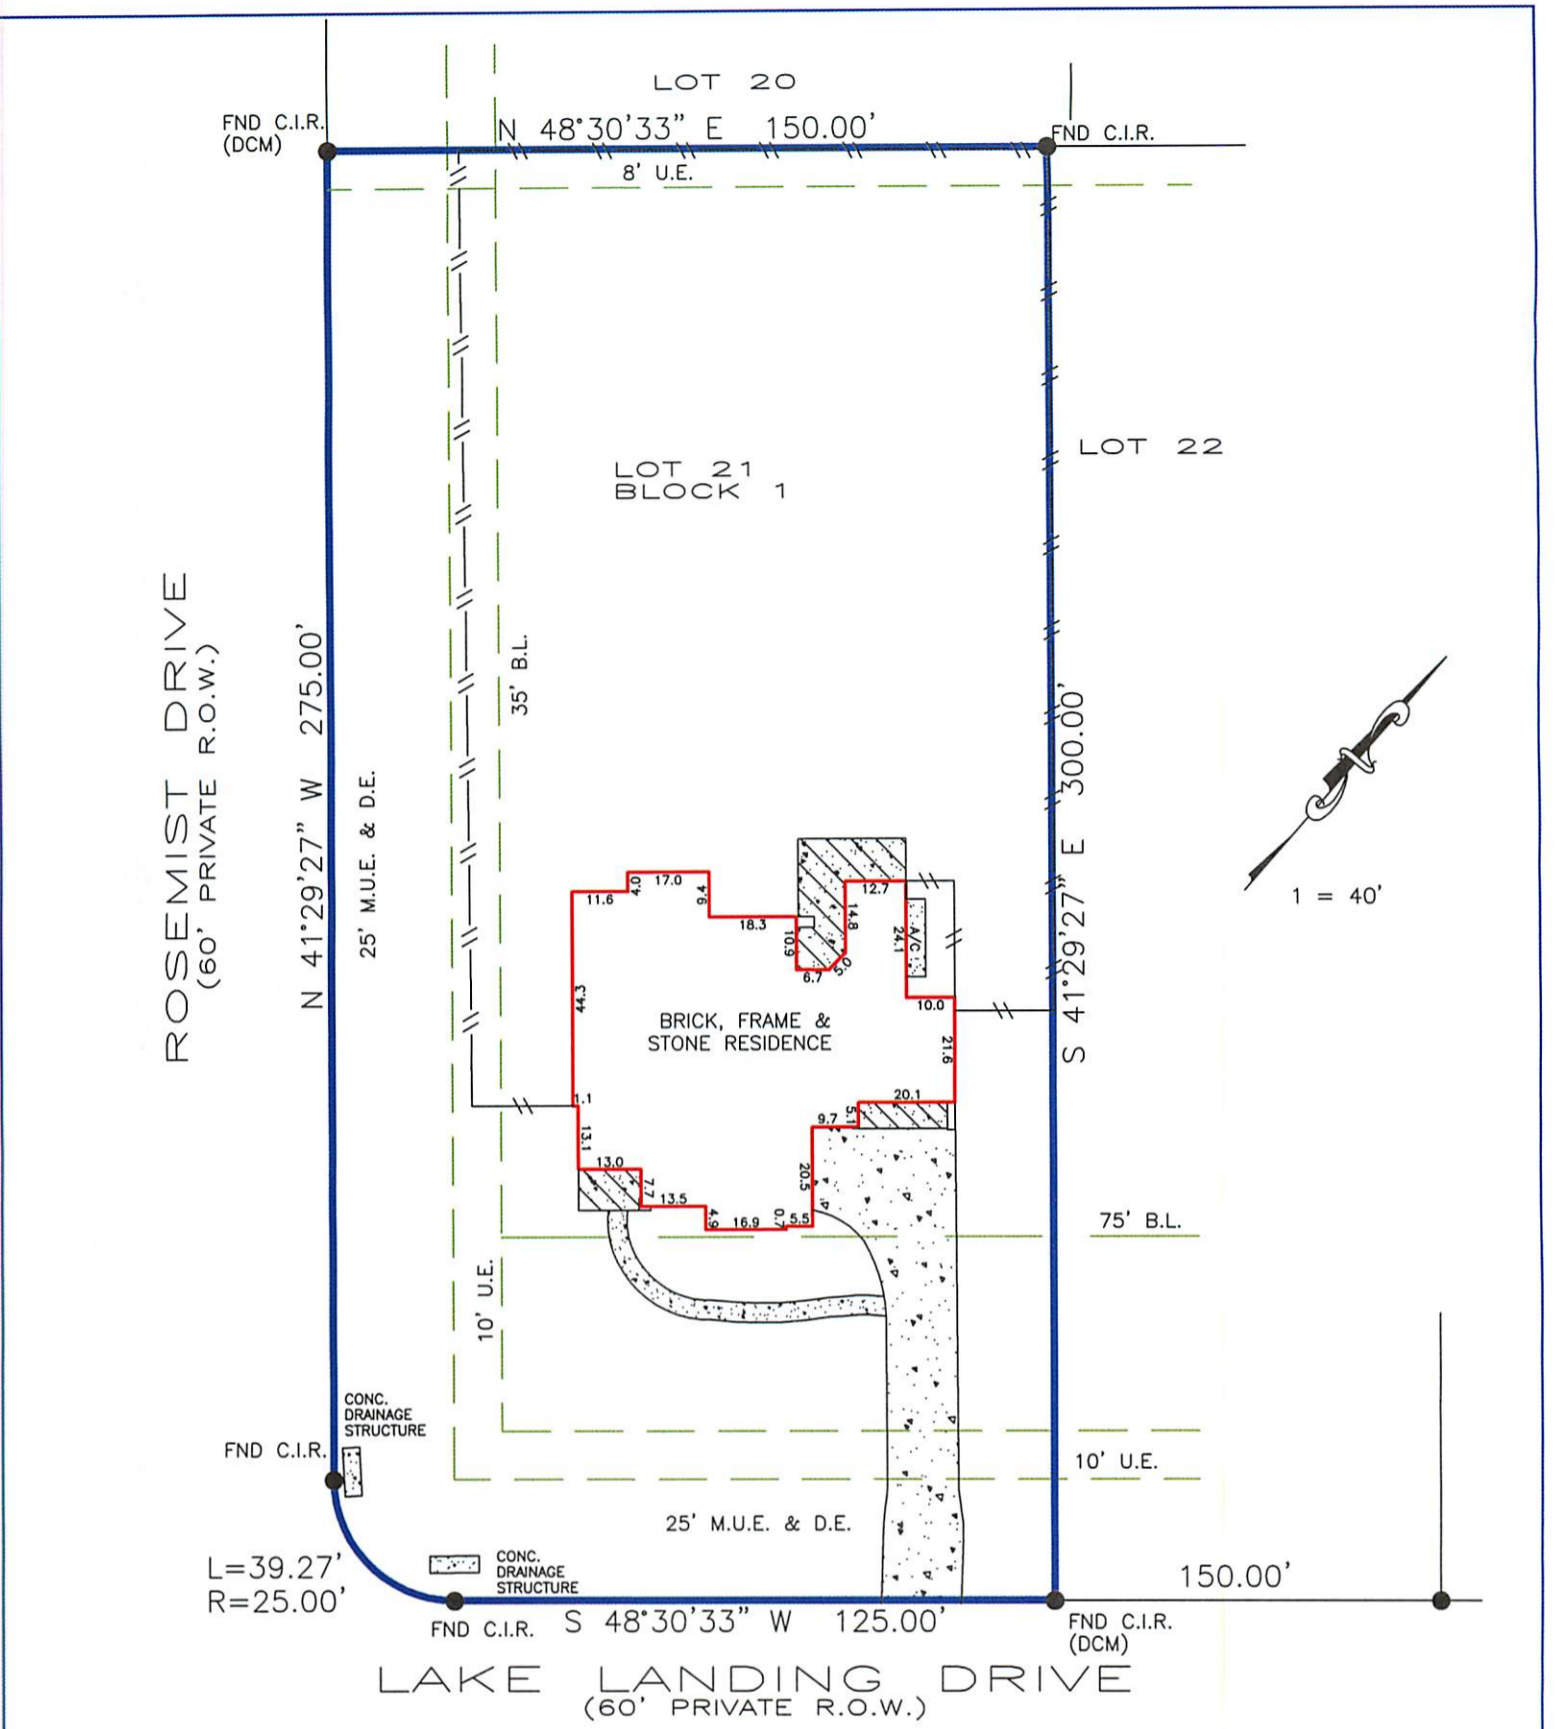 LOT 20
FND C.I.R.
(DCM)
N 48°30'33" E 150.00'
FND C.I.R.
8' U.E.
LOT 22
LOT 21
BLOCK 1
ROSEMIST DRIVE
(60' PRIVATE R.O.W.)
N 41°29'27" W 275.00'
25' M.U.E. & D.E.
35' B.L.
S 41°29'27" E 300.00'
1 = 40'
11.6
4.0
17.0
9.4
18.3
10.9
6.7
5.0
14.8
12.7
24.1
A/C
10.0
44.3
BRICK, FRAME &
STONE RESIDENCE
21.6
1.1
20.1
5.1
9.7
13.1
13.0
7.7
13.5
4.9
16.9
0.7
5.5
20.5
75' B.L.
10' U.E.
CONC.
DRAINAGE
STRUCTURE
FND C.I.R.
10' U.E.
25' M.U.E. & D.E.
L=39.27'
R=25.00'
CONC.
DRAINAGE
STRUCTURE
150.00'
FND C.I.R.
S 48°30'33" W 125.00'
FND C.I.R.
(DCM)
LAKE LANDING DRIVE
(60' PRIVATE R.O.W.)